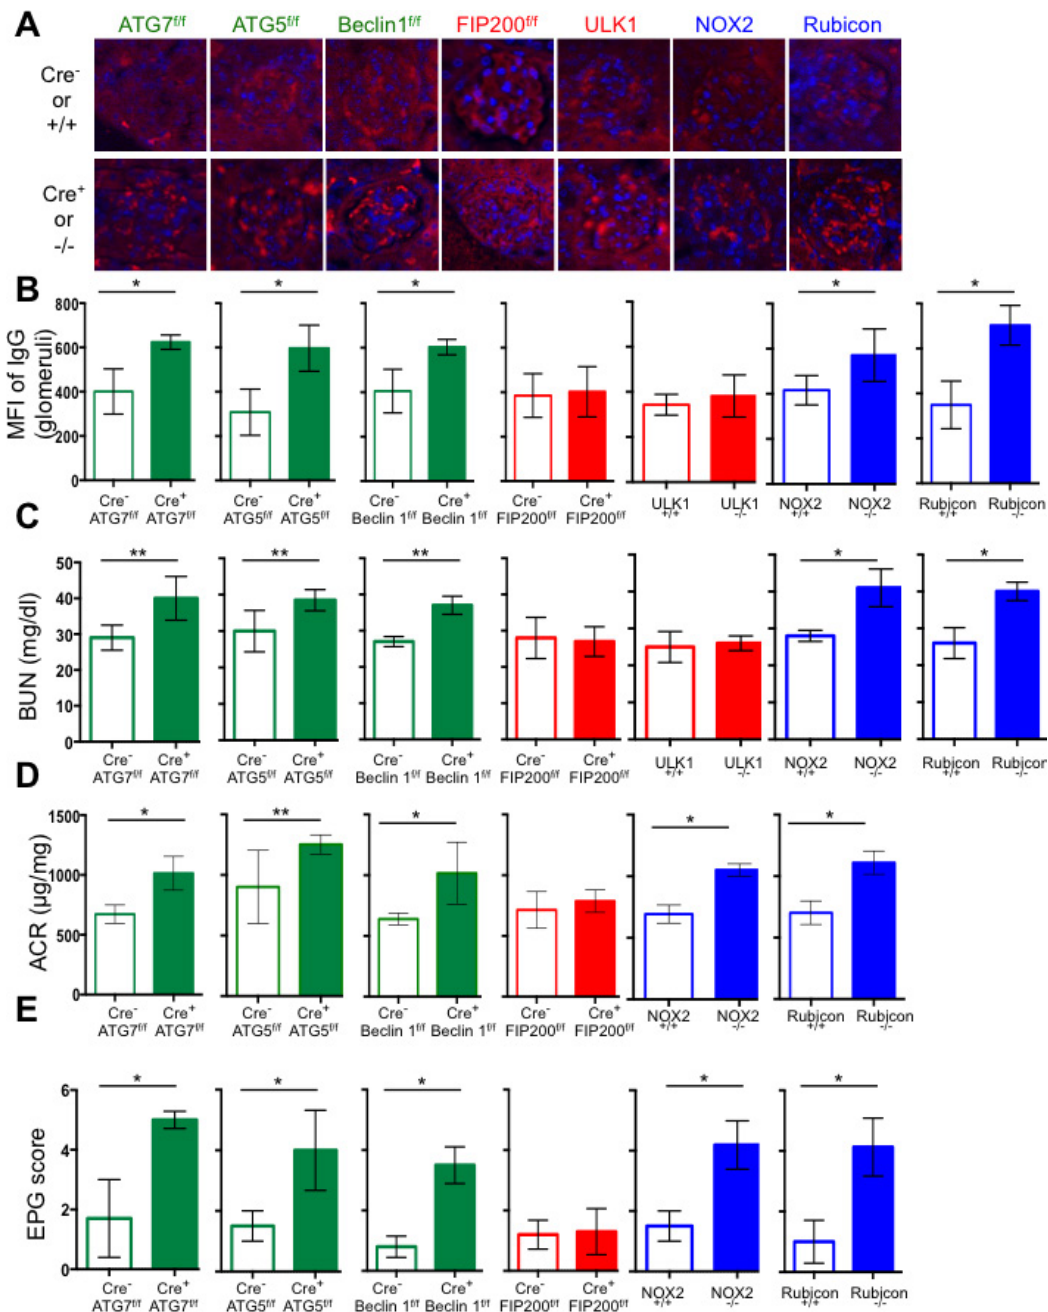 A
ATG7f/f ATG5f/f Beclin1f/f FIP200f/f ULK1 NOX2 Rubicon
Cre-
or
+/+
Cre+
or
-/-
B
* * * * *
MFI of IgG
(glomeruli)
800
600
400
200
0
Cre- Cre+ Cre- Cre+ Cre- Cre+ Cre- Cre+ ULK1 ULK1 NOX2 NOX2 Rubicon Rubicon
ATG7f/f ATG7f/f ATG5f/f ATG5f/f Beclin 1f/f Beclin 1f/f FIP200f/f FIP200f/f +/+ -/- +/+ -/- +/+ -/-
C
** ** ** * *
BUN (mg/dl)
50
40
30
20
10
0
Cre- Cre+ Cre- Cre+ Cre- Cre+ Cre- Cre+ ULK1 ULK1 NOX2 NOX2 Rubicon Rubicon
ATG7f/f ATG7f/f ATG5f/f ATG5f/f Beclin 1f/f Beclin 1f/f FIP200f/f FIP200f/f +/+ -/- +/+ -/- +/+ -/-
D
* ** * * *
ACR (µg/mg)
1500
1000
500
0
Cre- Cre+ Cre- Cre+ Cre- Cre+ Cre- Cre+ NOX2 NOX2 Rubicon Rubicon
ATG7f/f ATG7f/f ATG5f/f ATG5f/f Beclin 1f/f Beclin 1f/f FIP200f/f FIP200f/f +/+ -/- +/+ -/-
E
* * * * *
EPG score
6
4
2
0
Cre- Cre+ Cre- Cre+ Cre- Cre+ Cre- Cre+ NOX2 NOX2 Rubicon Rubicon
ATG7f/f ATG7f/f ATG5f/f ATG5f/f Beclin 1f/f Beclin 1f/f FIP200f/f FIP200f/f +/+ -/- +/+ -/-